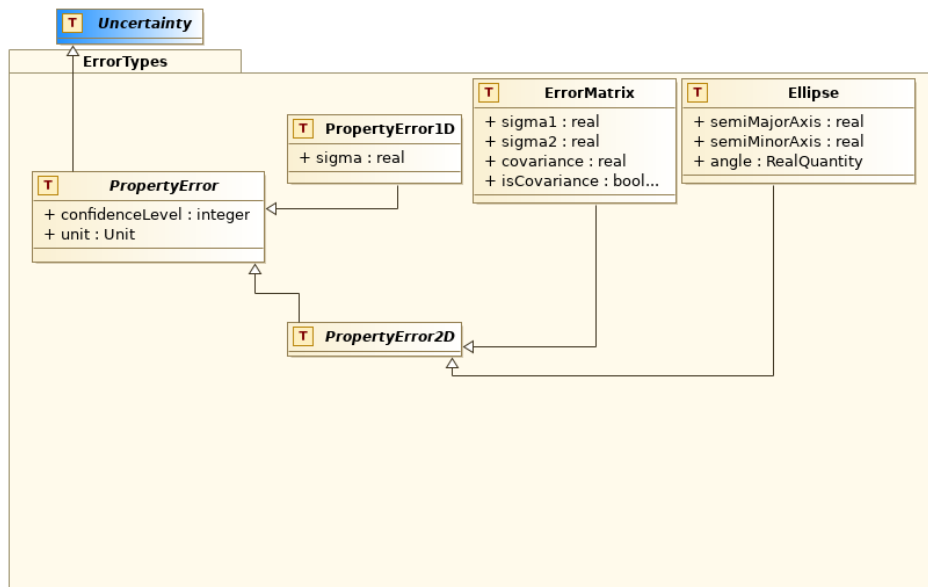 T Uncertainty
ErrorTypes
T PropertyError
+ confidenceLevel : integer
+ unit : Unit
T PropertyError1D
+ sigma : real
T ErrorMatrix
+ sigma1 : real
+ sigma2 : real
+ covariance : real
+ isCovariance : bool...
T Ellipse
+ semiMajorAxis : real
+ semiMinorAxis : real
+ angle : RealQuantity
T PropertyError2D